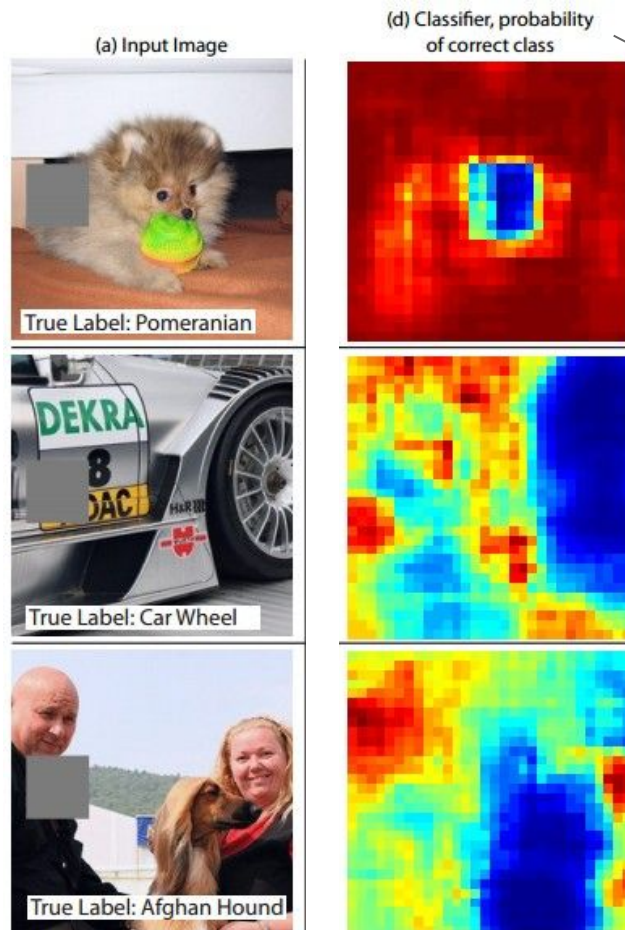 (a) Input Image
(d) Classifier, probability
of correct class
True Label: Pomeranian
DEKRA
8
DAC
H&R
True Label: Car Wheel
True Label: Afghan Hound